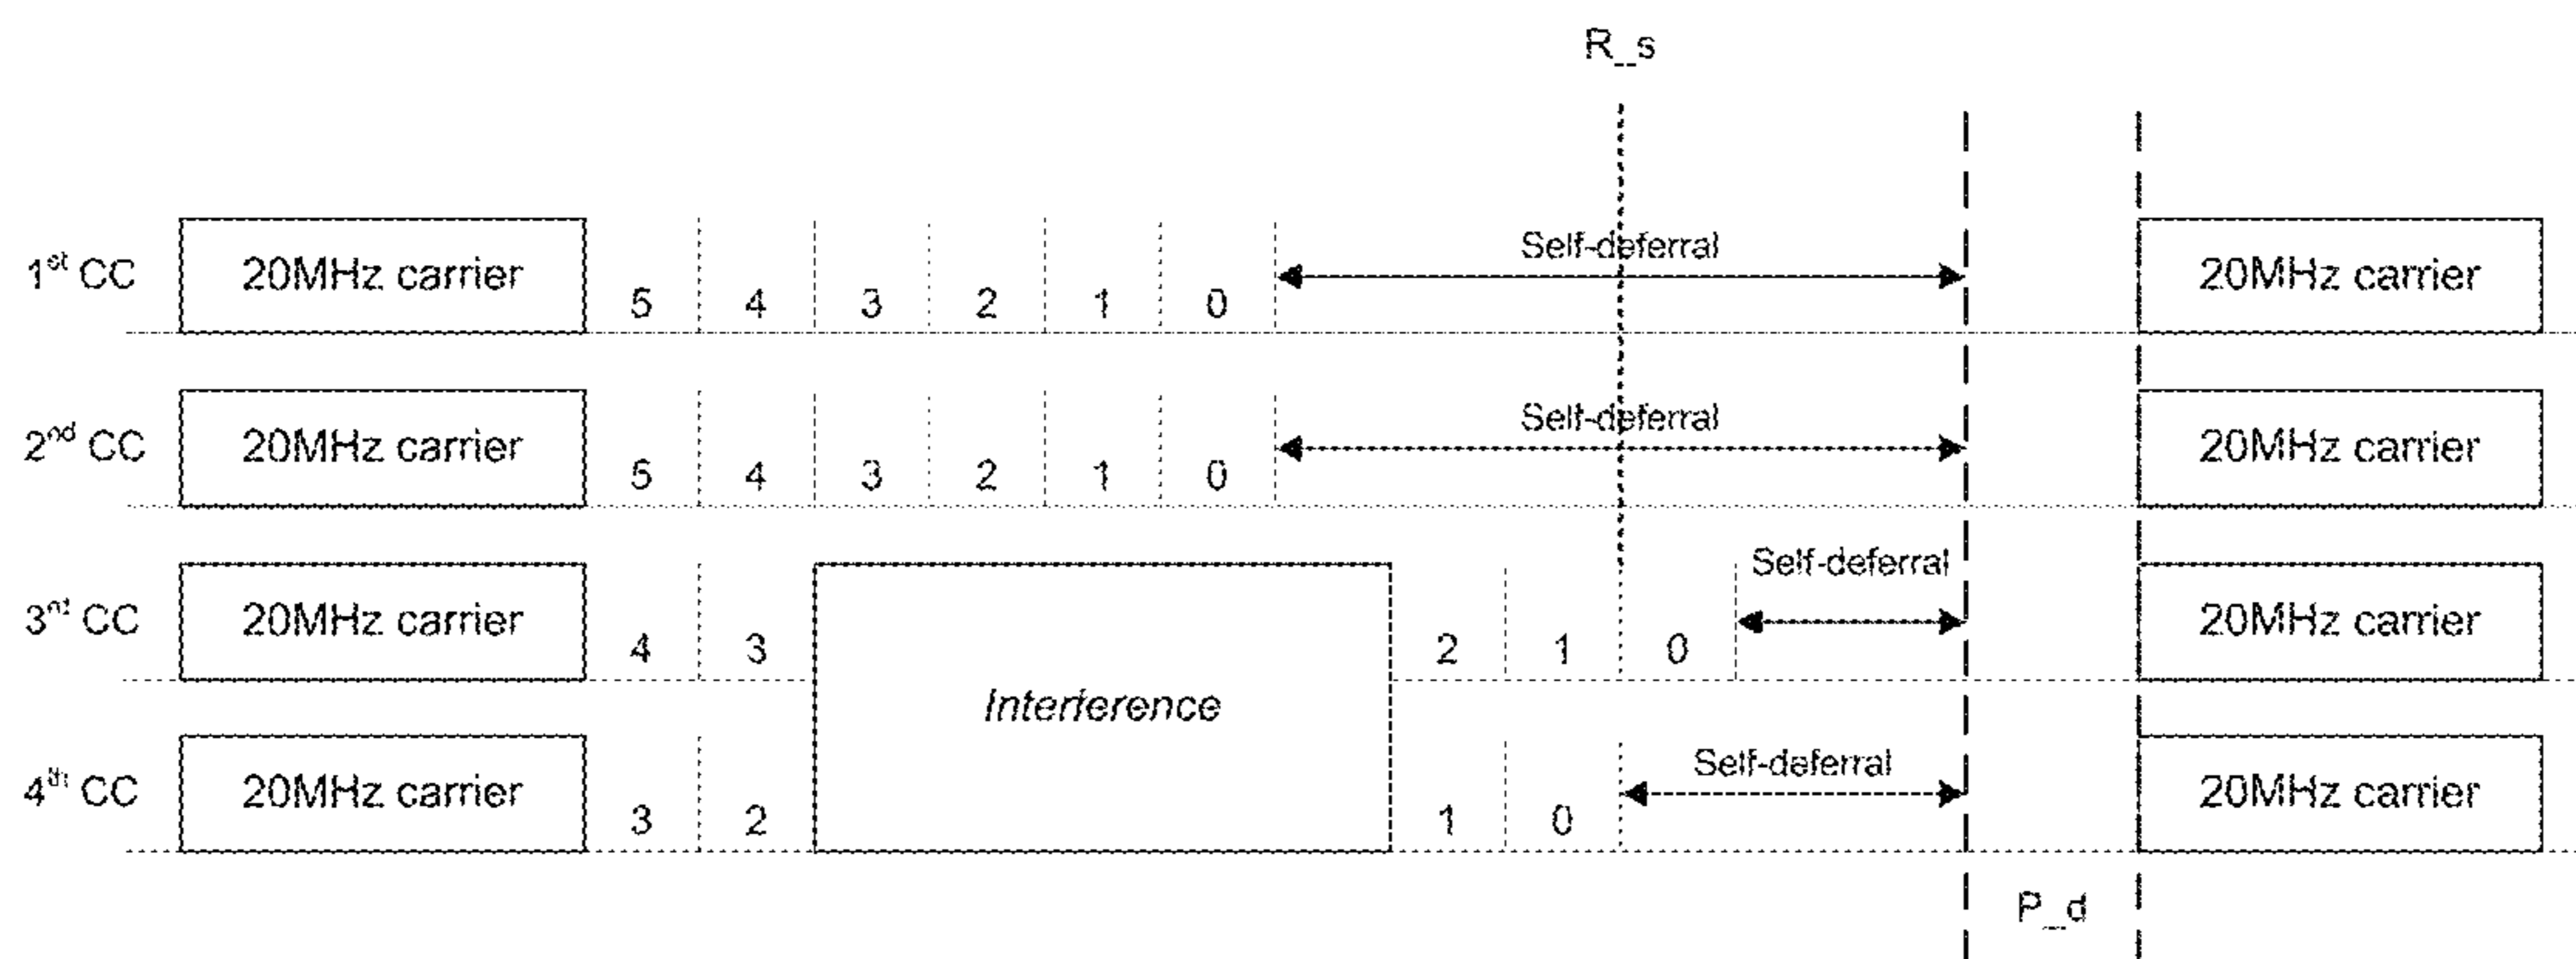 R_s
1st CC 20MHz carrier 5 4 3 2 1 0 Self-deferral 20MHz carrier
2nd CC 20MHz carrier 5 4 3 2 1 0 Self-deferral 20MHz carrier
3rd CC 20MHz carrier 4 3 2 1 0 Self-deferral 20MHz carrier
Interference
4th CC 20MHz carrier 3 2 1 0 Self-deferral 20MHz carrier
P_d